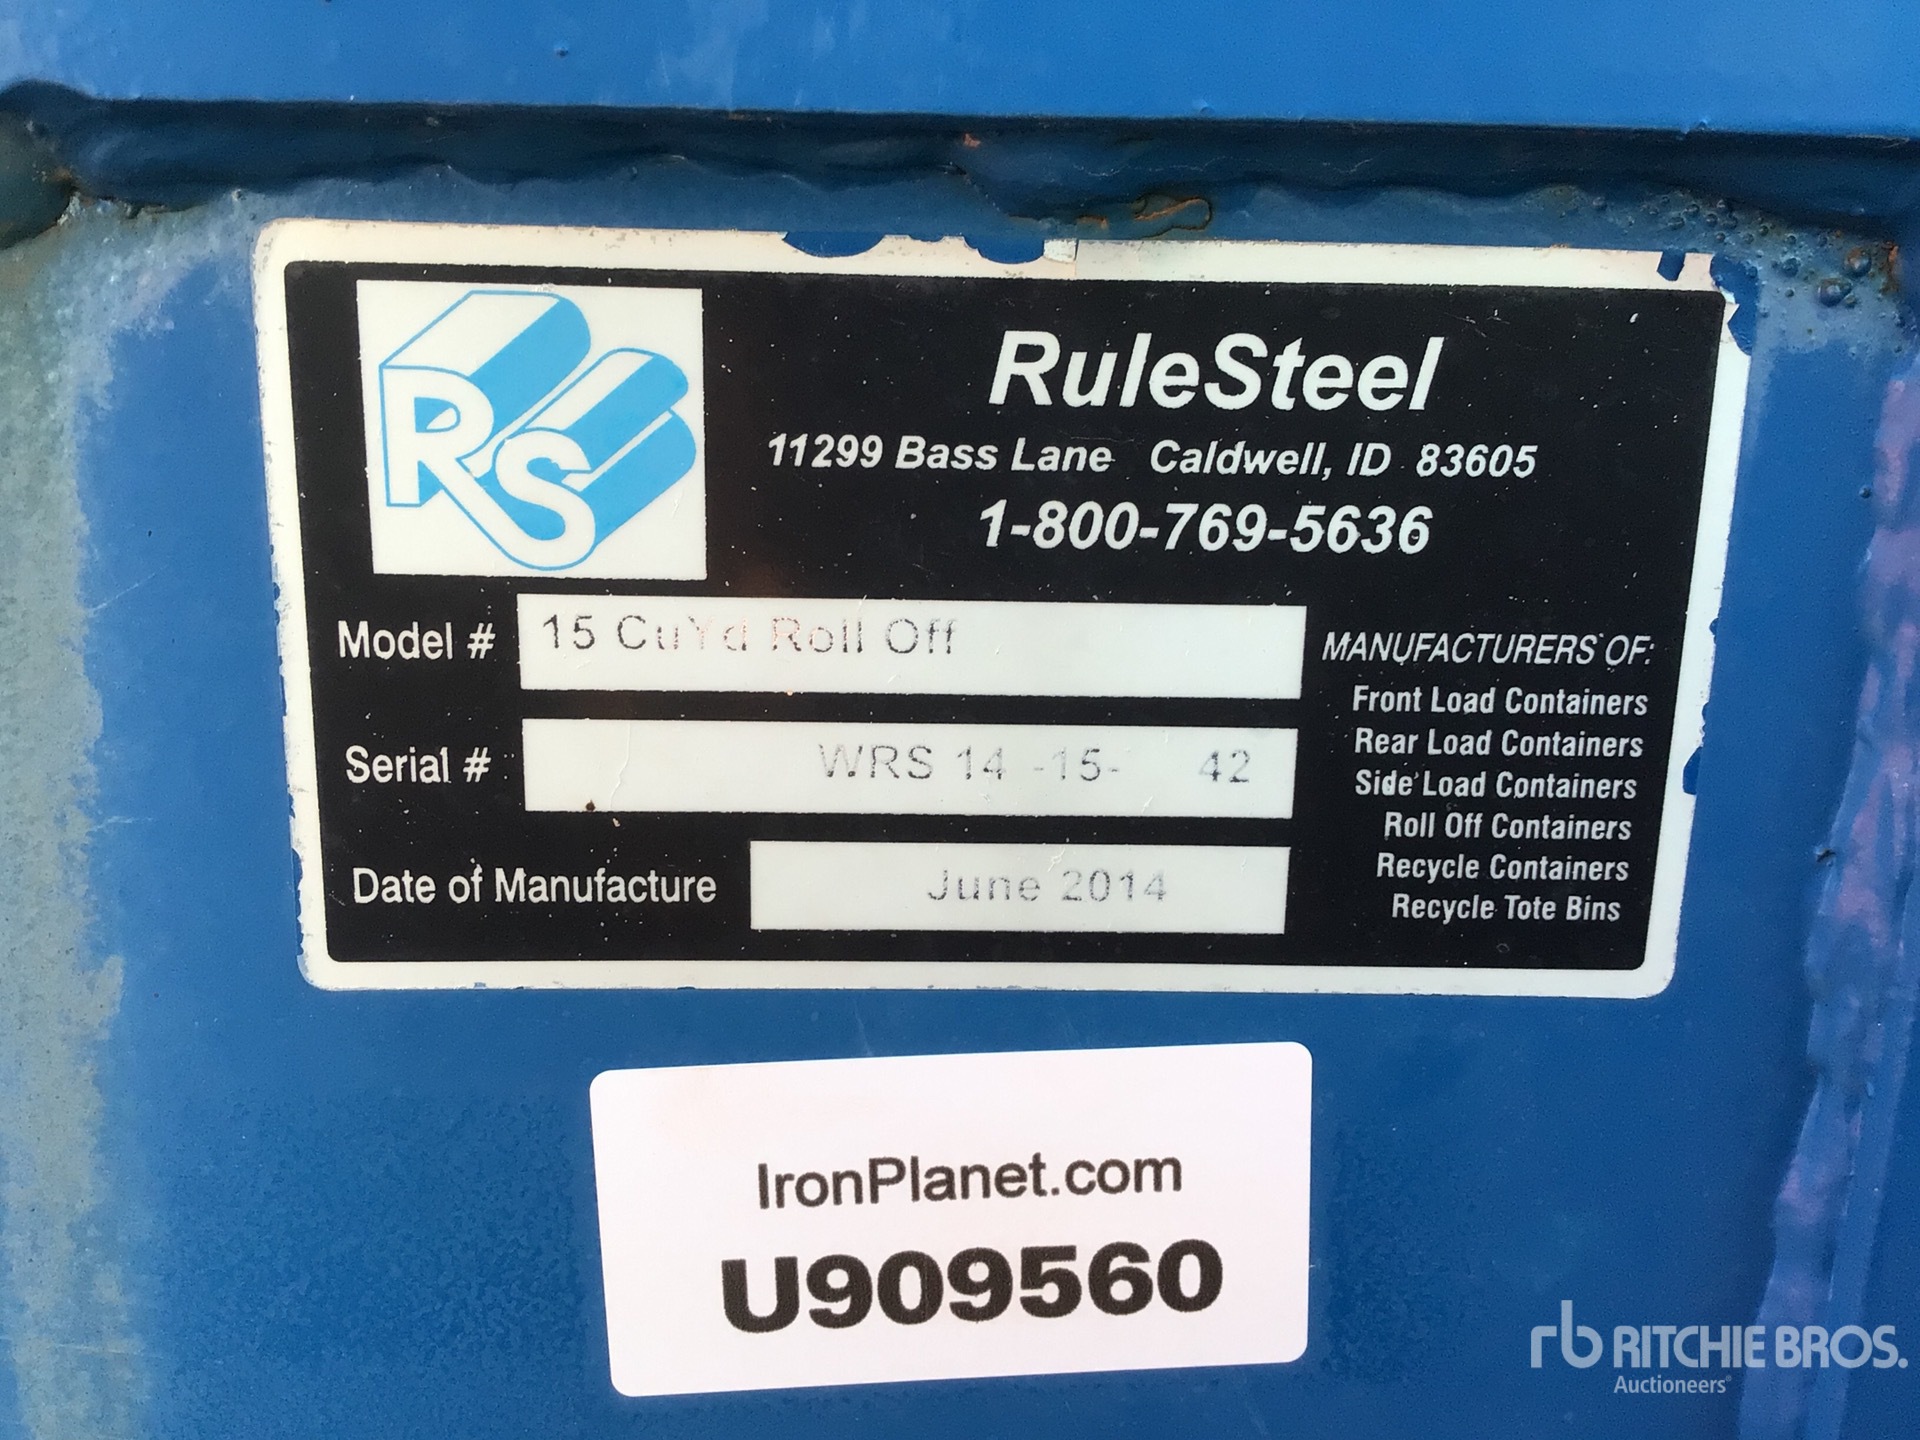 RS
RuleSteel
11299 Bass Lane Caldwell, ID 83605
1-800-769-5636
Model # 15 CuYd Roll Off
Serial # WRS 14 -15- 42
Date of Manufacture June 2014
MANUFACTURERS OF:
Front Load Containers
Rear Load Containers
Side Load Containers
Roll Off Containers
Recycle Containers
Recycle Tote Bins
IronPlanet.com
U909560
rb RITCHIE BROS.
Auctioneers